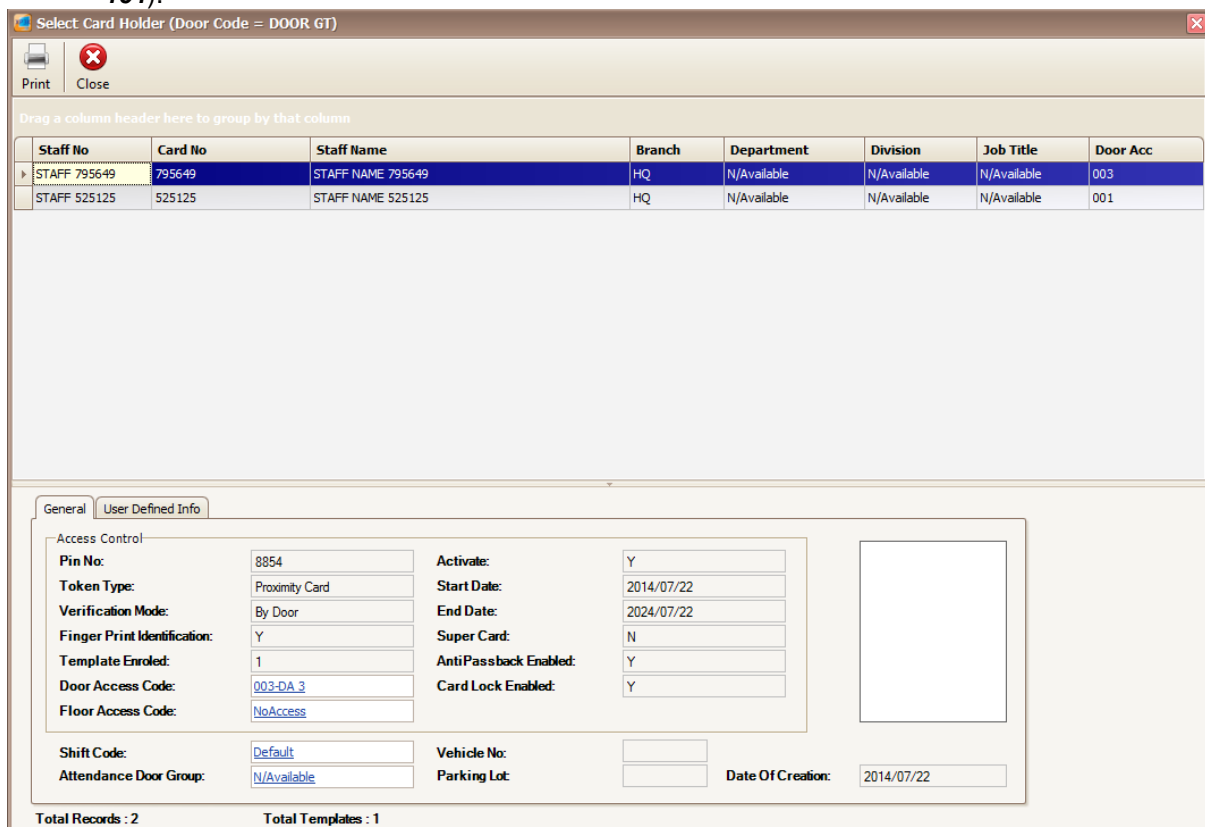 Select Card Holder (Door Code = DOOR GT)
Print Close
Drag a column header here to group by that column
Staff No Card No Staff Name Branch Department Division Job Title Door Acc
STAFF 795649 795649 STAFF NAME 795649 HQ N/Available N/Available N/Available 003
STAFF 525125 525125 STAFF NAME 525125 HQ N/Available N/Available N/Available 001
General User Defined Info
Access Control
Pin No: 8854 Activate: Y
Token Type: Proximity Card Start Date: 2014/07/22
Verification Mode: By Door End Date: 2024/07/22
Finger Print Identification: Y Super Card: N
Template Enroled: 1 AntiPassback Enabled: Y
Door Access Code: 003-DA 3 Card Lock Enabled: Y
Floor Access Code: NoAccess
Shift Code: Default Vehicle No:
Attendance Door Group: N/Available Parking Lot: Date Of Creation: 2014/07/22
Total Records : 2 Total Templates : 1